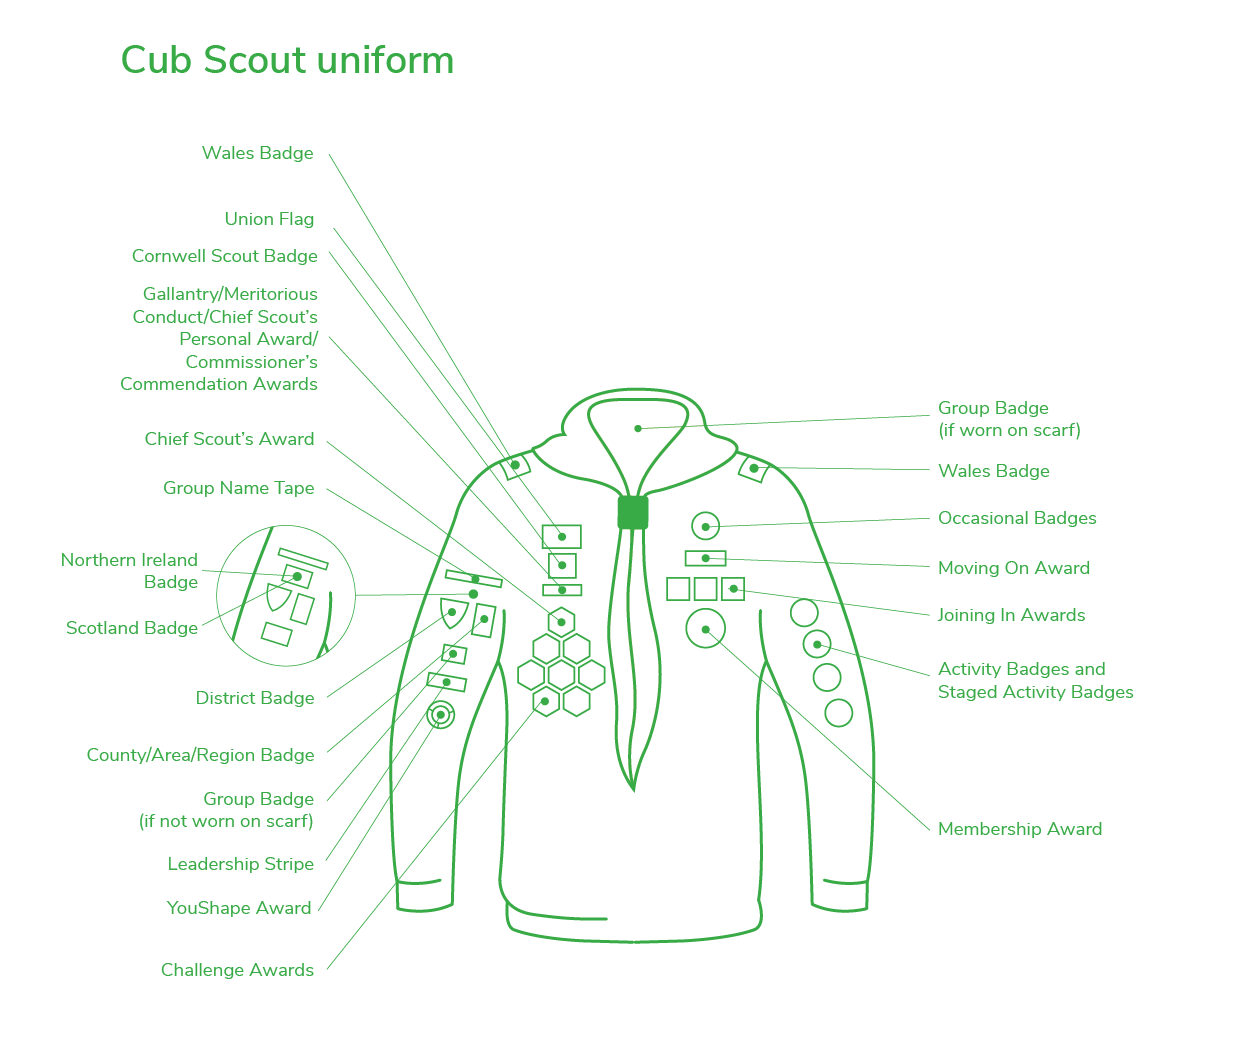 Cub Scout uniform
Wales Badge
Union Flag
Cornwell Scout Badge
Gallantry/Meritorious
Conduct/Chief Scout's
Personal Award/
Commissioner's
Commendation Awards
Chief Scout's Award
Group Name Tape
Northern Ireland
Badge
Scotland Badge
District Badge
County/Area/Region Badge
Group Badge
(if not worn on scarf)
Leadership Stripe
YouShape Award
Challenge Awards
Group Badge
(if worn on scarf)
Wales Badge
Occasional Badges
Moving On Award
Joining In Awards
Activity Badges and
Staged Activity Badges
Membership Award